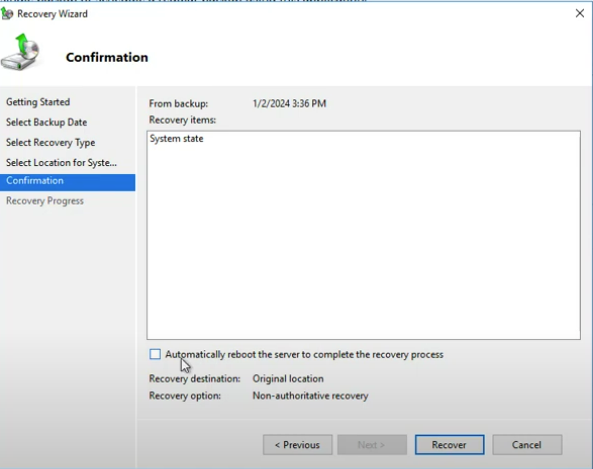 Recovery Wizard
Confirmation
Getting Started
Select Backup Date
Select Recovery Type
Select Location for Syste...
Confirmation
Recovery Progress
From backup: 1/2/2024 3:36 PM
Recovery items:
System state
Automatically reboot the server to complete the recovery process
Recovery destination: Original location
Recovery option: Non-authoritative recovery
< Previous
Next >
Recover
Cancel